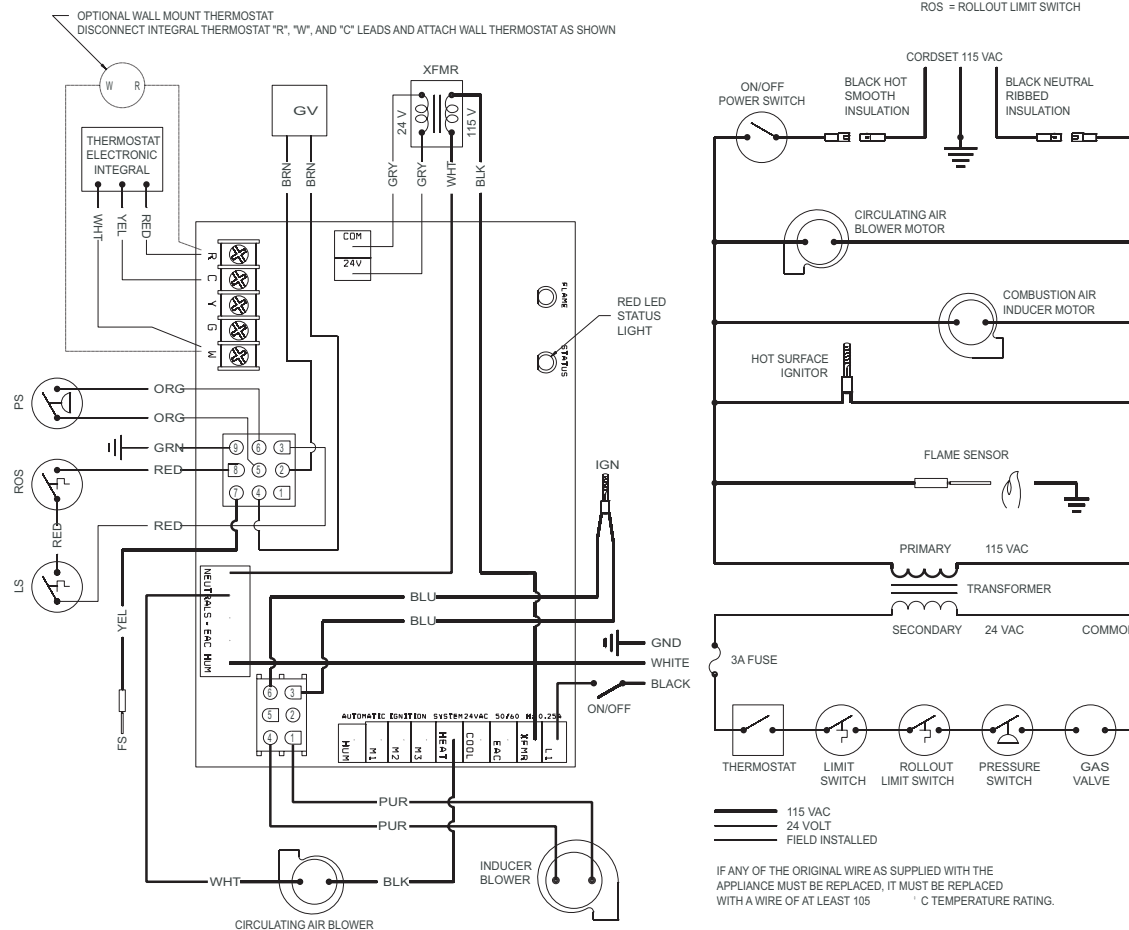 OPTIONAL WALL MOUNT THERMOSTAT
DISCONNECT INTEGRAL THERMOSTAT "R", "W", AND "C" LEADS AND ATTACH WALL THERMOSTAT AS SHOWN
W
R
THERMOSTAT
ELECTRONIC
INTEGRAL
WHT
YEL
RED
GV
BRN
BRN
XFMR
24 V
115 V
GRY
GRY
WHT
BLK
COM
24V
R
C
Y
G
W
FLAME
STATUS
RED LED
STATUS
LIGHT
PS
ORG
ORG
GRN
ROS
RED
RED
RED
LS
9 6 3
8 5 2
7 4 1
YEL
FS
NEUTRALS - EAC HUM
IGN
BLU
BLU
GND
WHITE
BLACK
ON/OFF
6 3
5 2
4 1
AUTOMATIC IGNITION SYSTEM 24VAC 50/60 0.25A
HUM
M1
M2
M3
HEAT
COOL
EAC
XFMR
L1
PUR
PUR
WHT
BLK
CIRCULATING AIR BLOWER
INDUCER
BLOWER
ROS = ROLLOUT LIMIT SWITCH
CORDSET 115 VAC
ON/OFF
POWER SWITCH
BLACK HOT
SMOOTH
INSULATION
BLACK NEUTRAL
RIBBED
INSULATION
CIRCULATING AIR
BLOWER MOTOR
COMBUSTION AIR
INDUCER MOTOR
HOT SURFACE
IGNITOR
FLAME SENSOR
PRIMARY 115 VAC
TRANSFORMER
SECONDARY 24 VAC
3A FUSE
THERMOSTAT
LIMIT
SWITCH
ROLLOUT
LIMIT SWITCH
PRESSURE
SWITCH
GAS
VALVE
115 VAC
24 VOLT
FIELD INSTALLED
IF ANY OF THE ORIGINAL WIRE AS SUPPLIED WITH THE
APPLIANCE MUST BE REPLACED, IT MUST BE REPLACED
WITH A WIRE OF AT LEAST 105 ' C TEMPERATURE RATING.